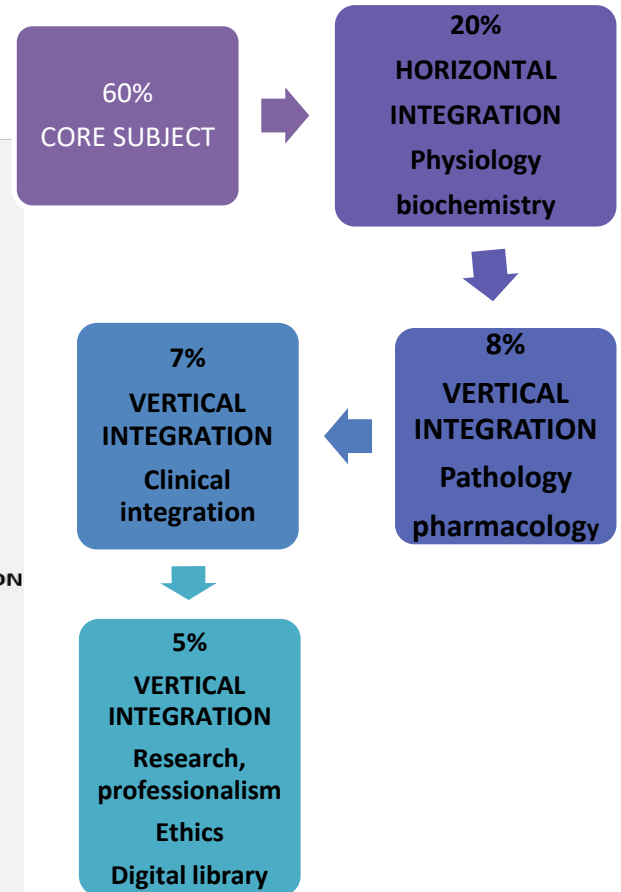 60%
CORE SUBJECT
20%
HORIZONTAL
INTEGRATION
Physiology
biochemistry
8%
VERTICAL
INTEGRATION
Pathology
pharmacology
7%
VERTICAL
INTEGRATION
Clinical
integration
5%
VERTICAL
INTEGRATION
Research,
professionalism
Ethics
Digital library
ON